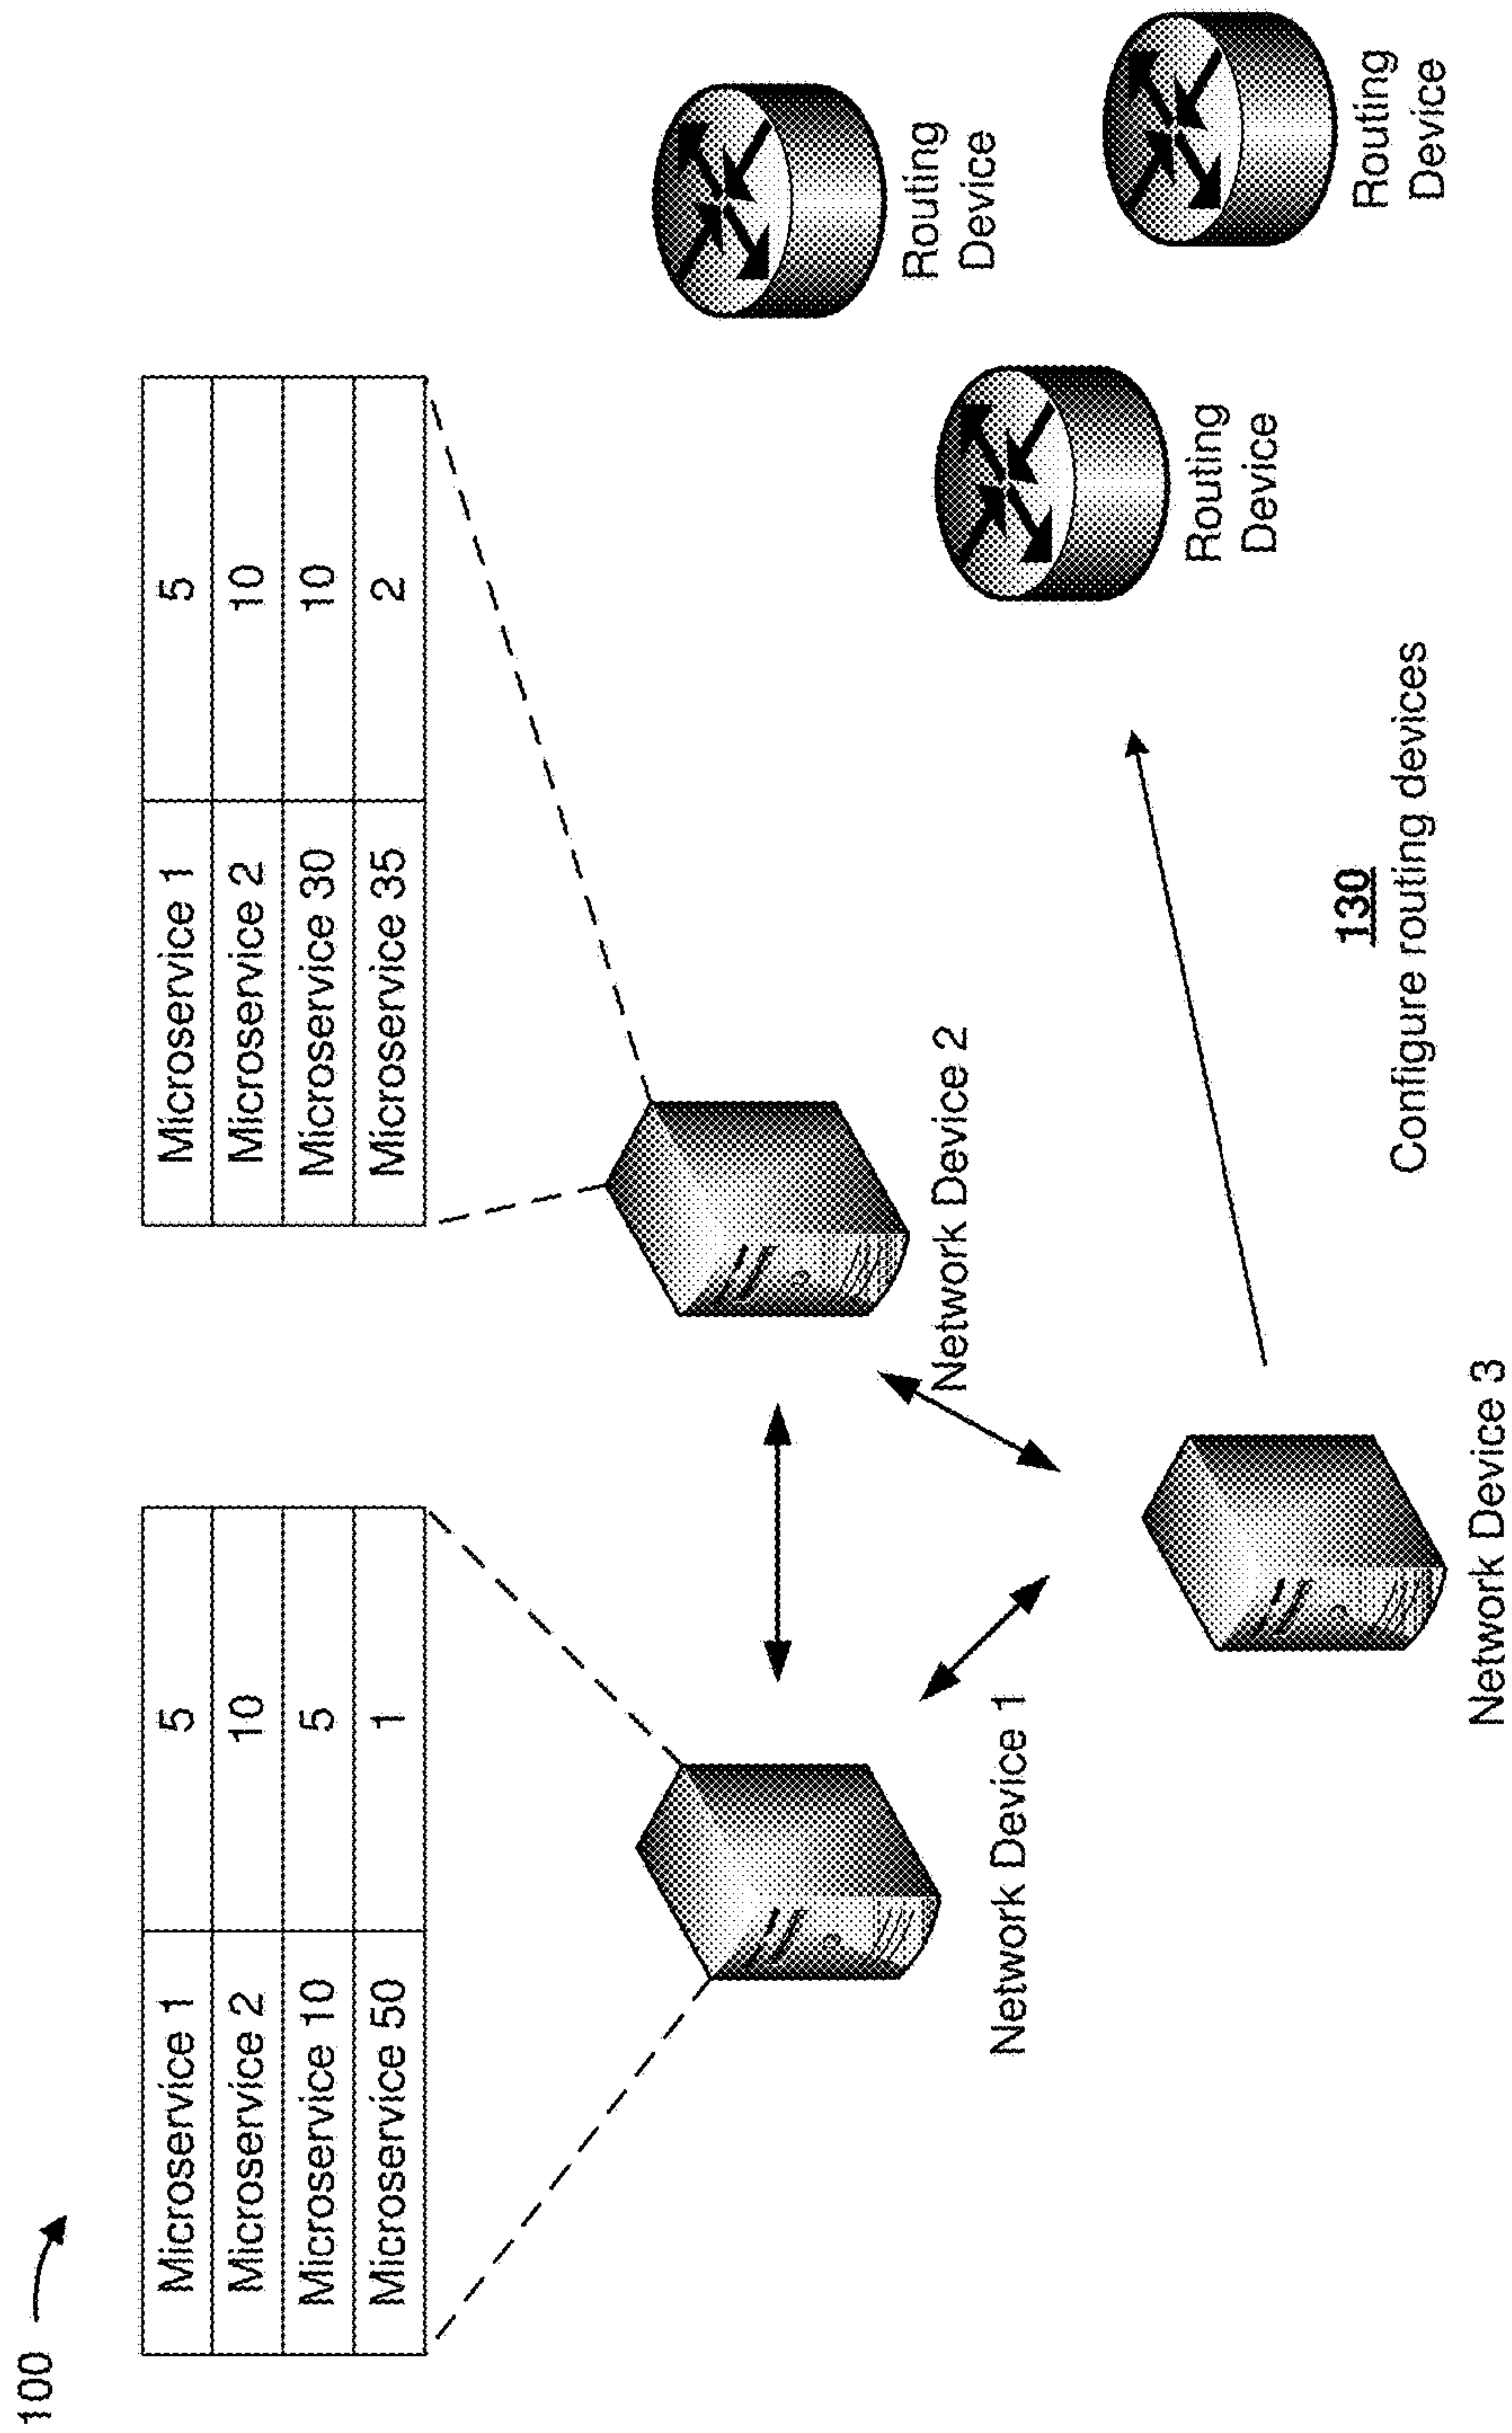 100
Microservice 1 5
Microservice 2 10
Microservice 10 5
Microservice 50 1
Microservice 1 5
Microservice 2 10
Microservice 30 10
Microservice 35 2
Network Device 1
Network Device 2
Network Device 3
130
Configure routing devices
Routing
Device
Routing
Device
Routing
Device